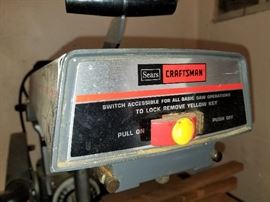 Sears CRAFTSMAN
SWITCH ACCESSIBLE FOR ALL BASIC SAW OPERATIONS
TO LOCK REMOVE YELLOW KEY
PULL ON PUSH OFF